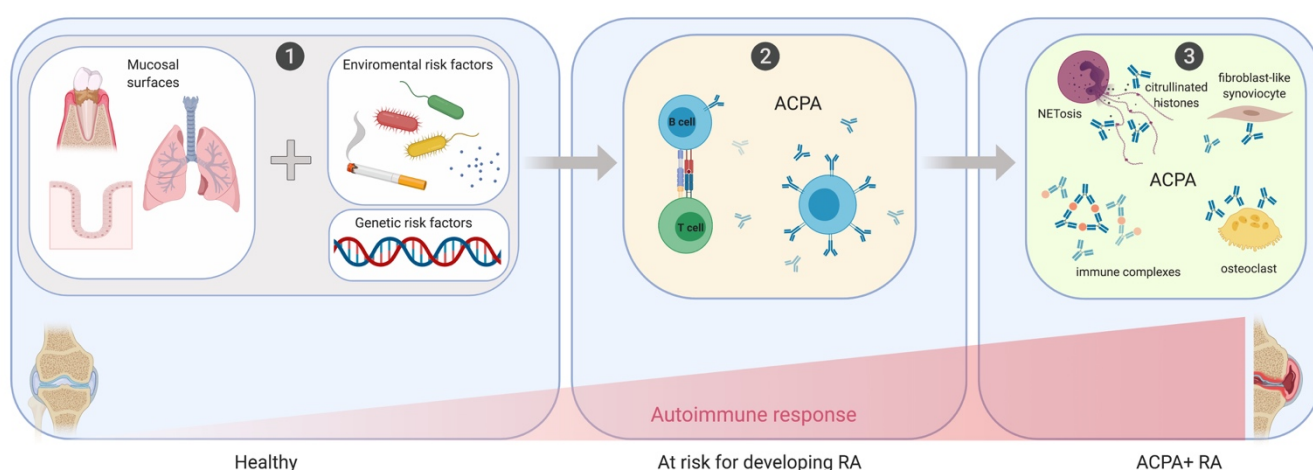 1
Mucosal
surfaces
Enviromental risk factors
Genetic risk factors
2
ACPA
B cell
T cell
3
NETosis
citrullinated
histones
fibroblast-like
synoviocyte
ACPA
immune complexes
osteoclast
Autoimmune response
Healthy
At risk for developing RA
ACPA+ RA